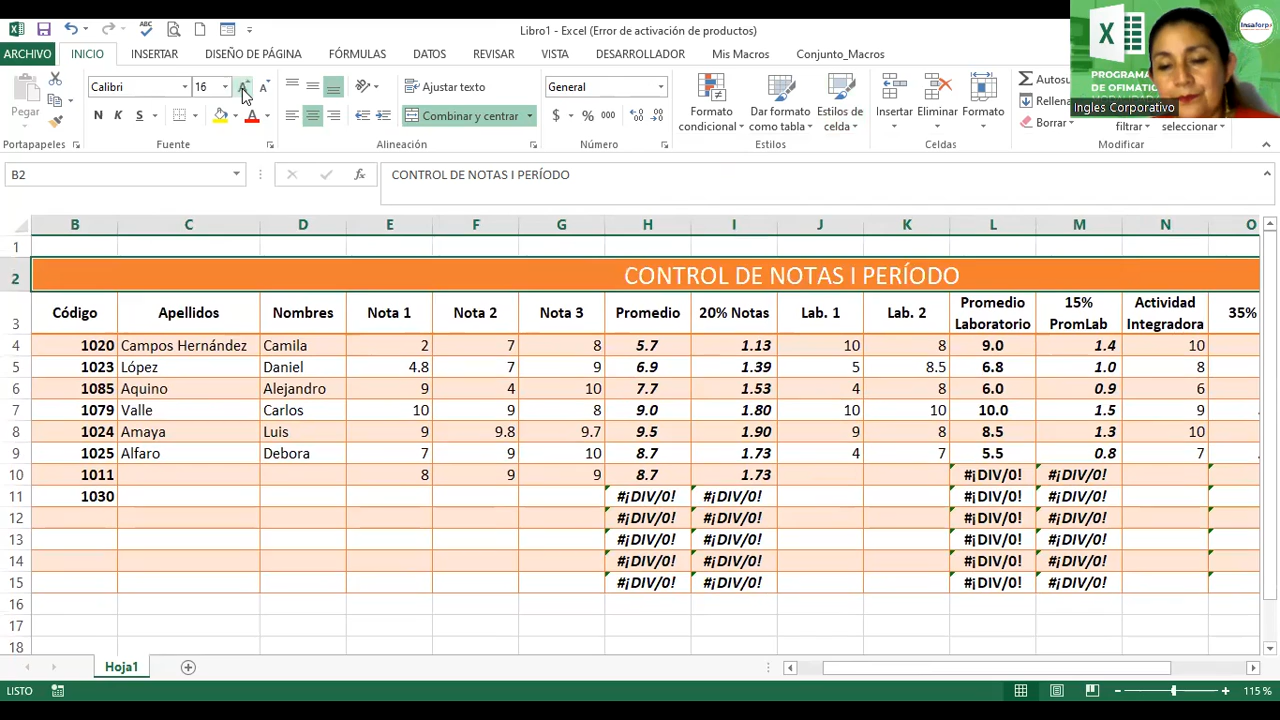 Libro1 - Excel (Error de activación de productos)
ARCHIVO INICIO INSERTAR DISEÑO DE PÁGINA FÓRMULAS DATOS REVISAR VISTA DESARROLLADOR Mis Macros Conjunto_Macros
Insaforp
PROGRAMA
DE OFIMATIC
Ingles Corporativo
Pegar
Calibri 16
N K S
Ajustar texto
Combinar y centrar
General
$ % 000
Formato condicional
Dar formato como tabla
Estilos de celda
Insertar Eliminar Formato
Autosu
Rellena
Borrar
filtrar seleccionar
Portapapeles Fuente Alineación Número Estilos Celdas Modificar
B2 fx CONTROL DE NOTAS I PERÍODO
B C D E F G H I J K L M N O
1
2 CONTROL DE NOTAS I PERÍODO
3 Código Apellidos Nombres Nota 1 Nota 2 Nota 3 Promedio 20% Notas Lab. 1 Lab. 2 Promedio Laboratorio 15% PromLab Actividad Integradora 35%
4 1020 Campos Hernández Camila 2 7 8 5.7 1.13 10 8 9.0 1.4 10
5 1023 López Daniel 4.8 7 9 6.9 1.39 5 8.5 6.8 1.0 8
6 1085 Aquino Alejandro 9 4 10 7.7 1.53 4 8 6.0 0.9 6
7 1079 Valle Carlos 10 9 8 9.0 1.80 10 10 10.0 1.5 9
8 1024 Amaya Luis 9 9.8 9.7 9.5 1.90 9 8 8.5 1.3 10
9 1025 Alfaro Debora 7 9 10 8.7 1.73 4 7 5.5 0.8 7
10 1011 8 9 9 8.7 1.73 #¡DIV/0! #¡DIV/0!
11 1030 #¡DIV/0! #¡DIV/0! #¡DIV/0! #¡DIV/0!
12 #¡DIV/0! #¡DIV/0! #¡DIV/0! #¡DIV/0!
13 #¡DIV/0! #¡DIV/0! #¡DIV/0! #¡DIV/0!
14 #¡DIV/0! #¡DIV/0! #¡DIV/0! #¡DIV/0!
15 #¡DIV/0! #¡DIV/0! #¡DIV/0! #¡DIV/0!
16
17
18
Hoja1
LISTO 115 %